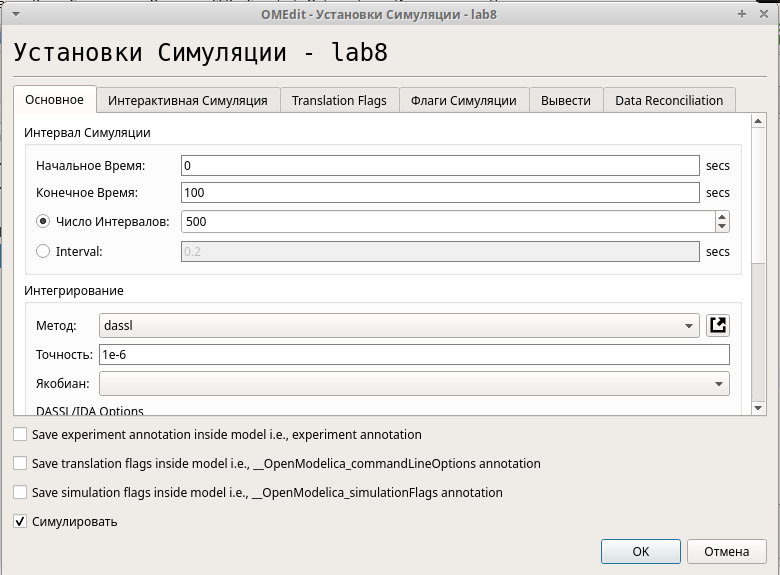 OMEdit - Установки Симуляции - lab8
Установки Симуляции - lab8
Основное Интерактивная Симуляция Translation Flags Флаги Симуляции Вывести Data Reconciliation
Интервал Симуляции
Начальное Время: 0 secs
Конечное Время: 100 secs
Число Интервалов: 500
Interval: 0.2 secs
Интегрирование
Метод: dassl
Точность: 1e-6
Якобиан:
DASSL/IDA Options
Save experiment annotation inside model i.e., experiment annotation
Save translation flags inside model i.e., __OpenModelica_commandLineOptions annotation
Save simulation flags inside model i.e., __OpenModelica_simulationFlags annotation
Симулировать
OK Отмена